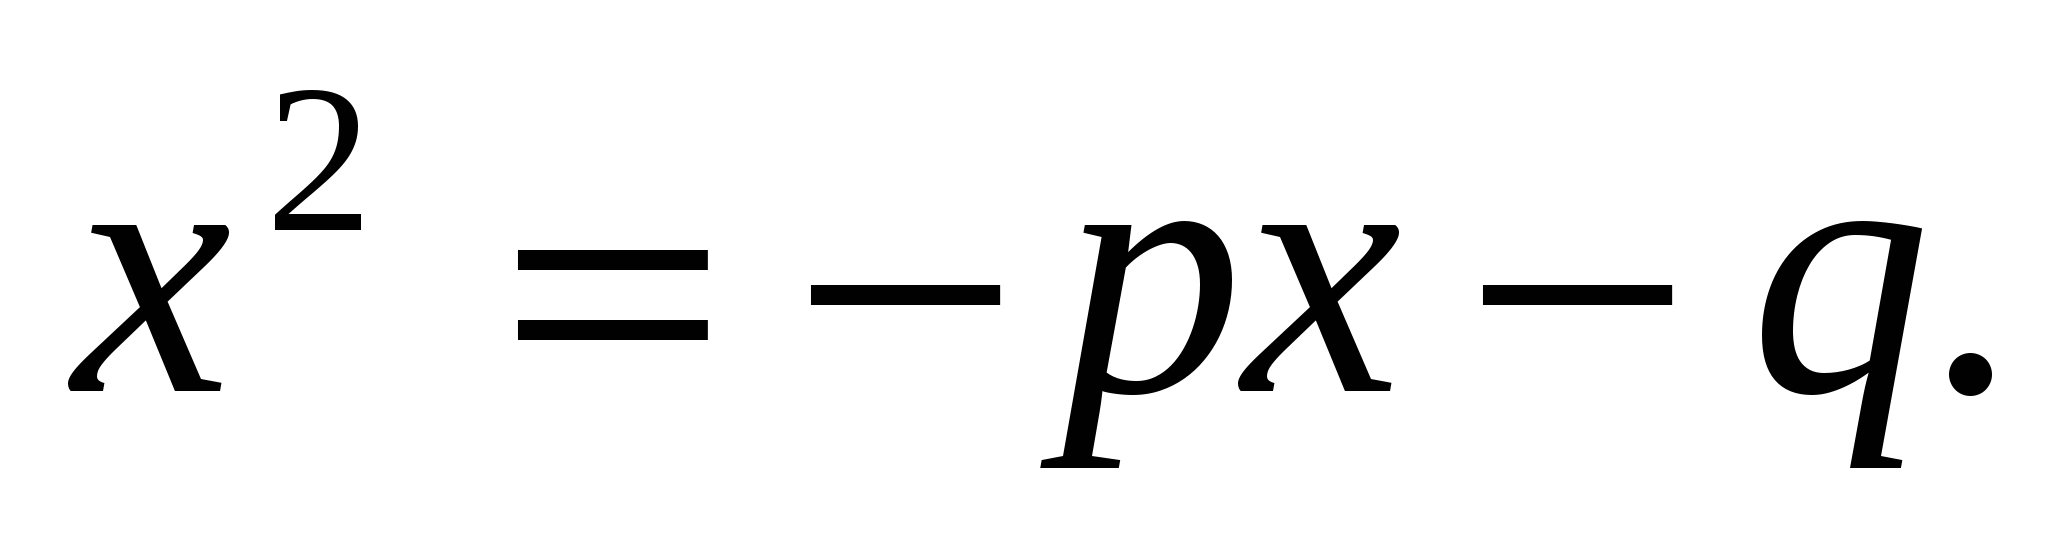 x² = −px − q.